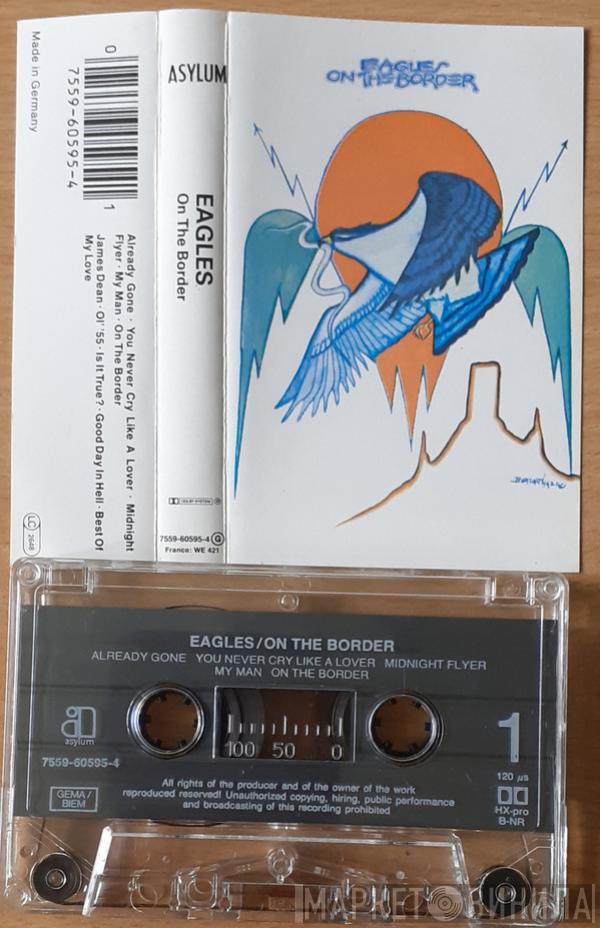 Made in Germany
0
7559-60595-4
1
Already Gone · You Never Cry Like A Lover · Midnight
Flyer · My Man · On The Border
James Dean · Ol' '55 · Is It True? · Good Day In Hell · Best Of
My Love
LC 2648
ASYLUM
EAGLES
On The Border
DOLBY SYSTEM
7559-60595-4 G
France: WE 421
EAGLES
ON THE BORDER
EAGLES/ON THE BORDER
ALREADY GONE YOU NEVER CRY LIKE A LOVER MIDNIGHT FLYER
MY MAN ON THE BORDER
asylum
7559-60595-4
GEMA/
BIEM
100 50 0
1
120 µs
HX-pro
B-NR
All rights of the producer and of the owner of the work
reproduced reserved! Unauthorized copying, hiring, public performance
and broadcasting of this recording prohibited
МАРКЕТ ВИНИЛА